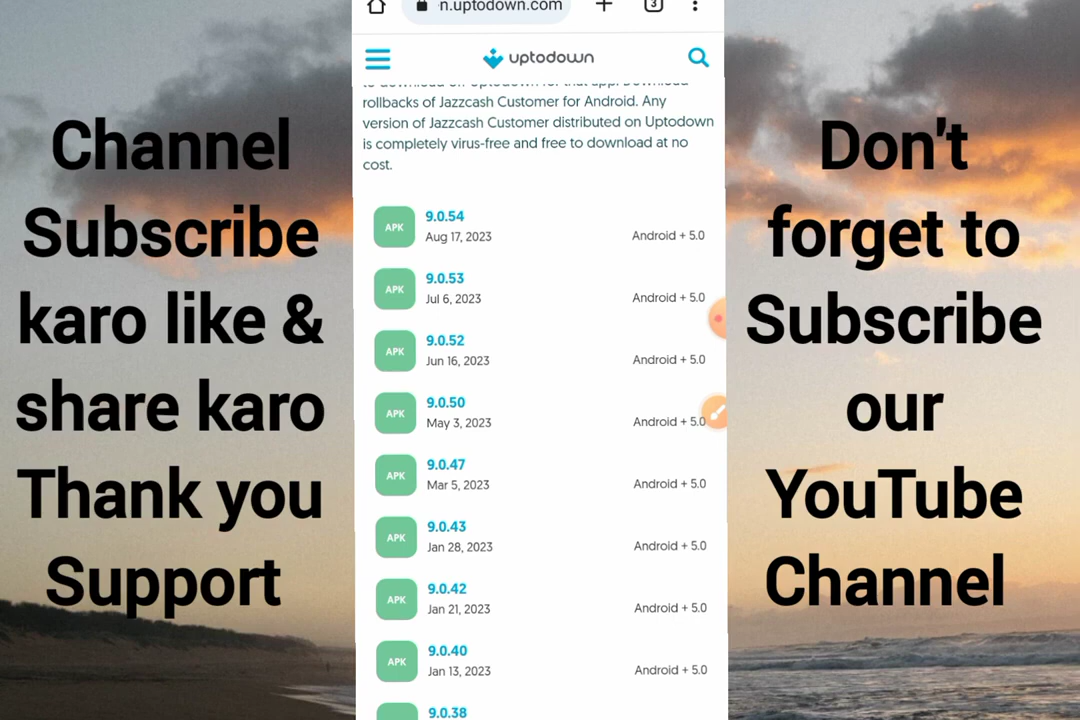 Channel
Subscribe
karo like &
share karo
Thank you
Support
n.uptodown.com
3
uptodown
rollbacks of Jazzcash Customer for Android. Any
version of Jazzcash Customer distributed on Uptodown
is completely virus-free and free to download at no
cost.
APK
9.0.54
Aug 17, 2023
Android + 5.0
APK
9.0.53
Jul 6, 2023
Android + 5.0
APK
9.0.52
Jun 16, 2023
Android + 5.0
APK
9.0.50
May 3, 2023
Android + 5.0
APK
9.0.47
Mar 5, 2023
Android + 5.0
APK
9.0.43
Jan 28, 2023
Android + 5.0
APK
9.0.42
Jan 21, 2023
Android + 5.0
APK
9.0.40
Jan 13, 2023
Android + 5.0
9.0.38
Don't
forget to
Subscribe
our
YouTube
Channel